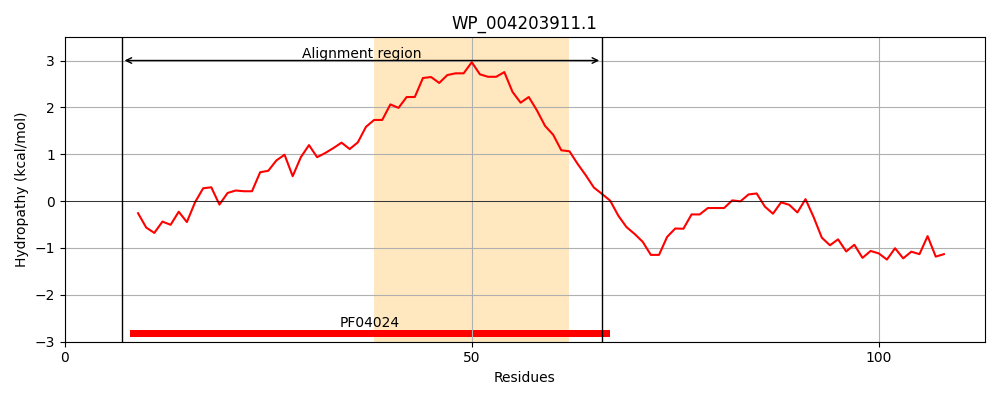 WP_004203911.1
Alignment region
3
2
1
0
−1
−2
−3
Hydropathy (kcal/mol)
PF04024
0
50
100
Residues